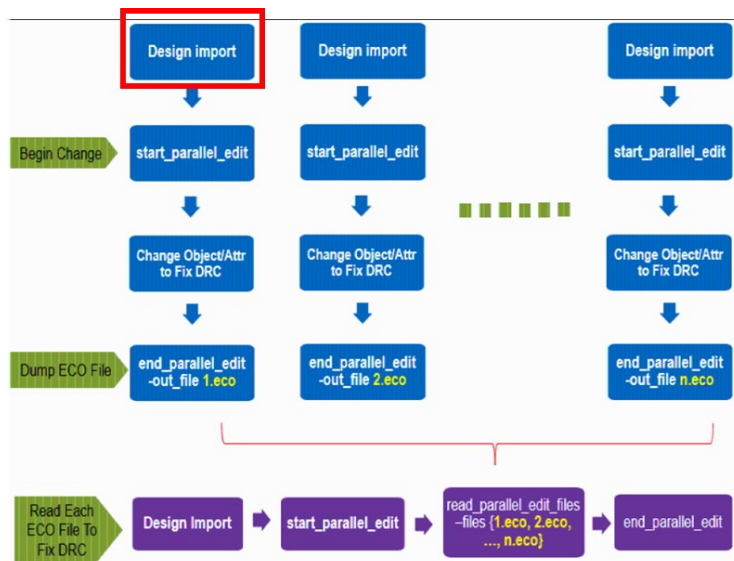 Design import
Design import
Design import
Begin Change
start_parallel_edit
start_parallel_edit
start_parallel_edit
Change Object/Attr
to Fix DRC
Change Object/Attr
to Fix DRC
Change Object/Attr
to Fix DRC
Dump ECO File
end_parallel_edit
-out_file 1.eco
end_parallel_edit
-out_file 2.eco
end_parallel_edit
-out_file n.eco
Read Each
ECO File To
Fix DRC
Design Import
start_parallel_edit
read_parallel_edit_files
–files {1.eco, 2.eco,
…, n.eco}
end_parallel_edit